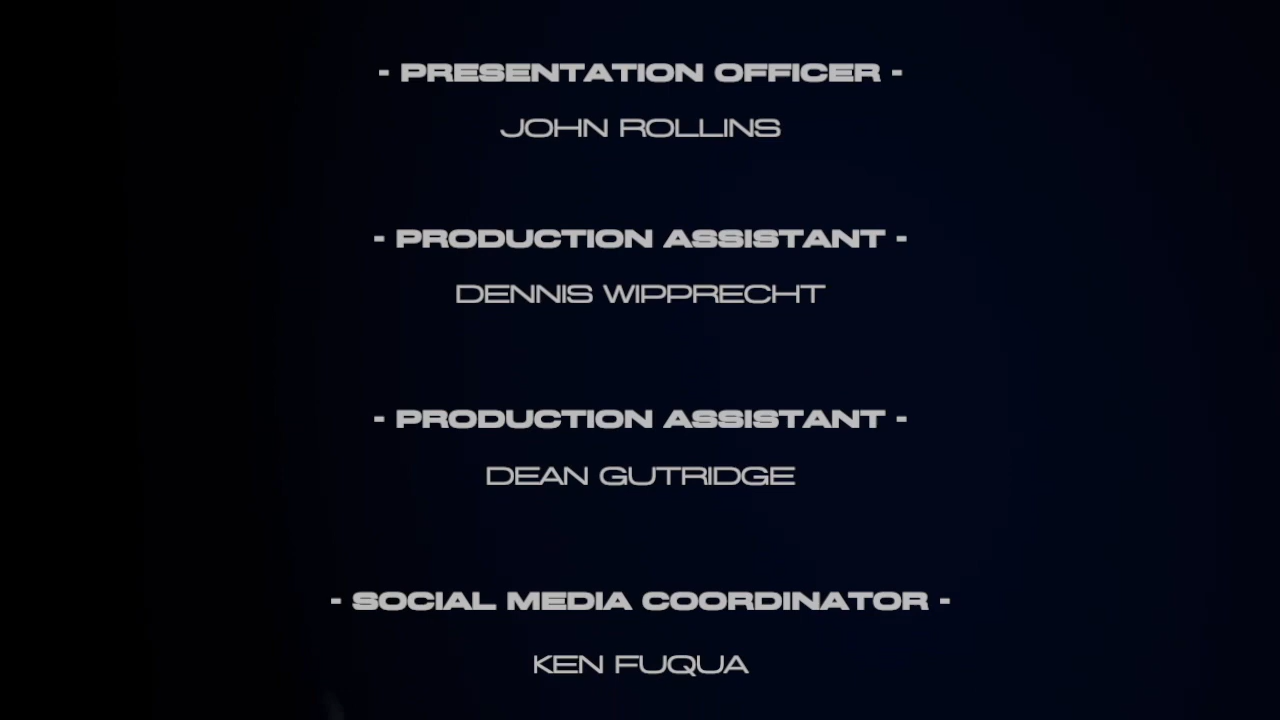 - PRESENTATION OFFICER -
JOHN ROLLINS
- PRODUCTION ASSISTANT -
DENNIS WIPPRECHT
- PRODUCTION ASSISTANT -
DEAN GUTRIDGE
- SOCIAL MEDIA COORDINATOR -
KEN FUQUA